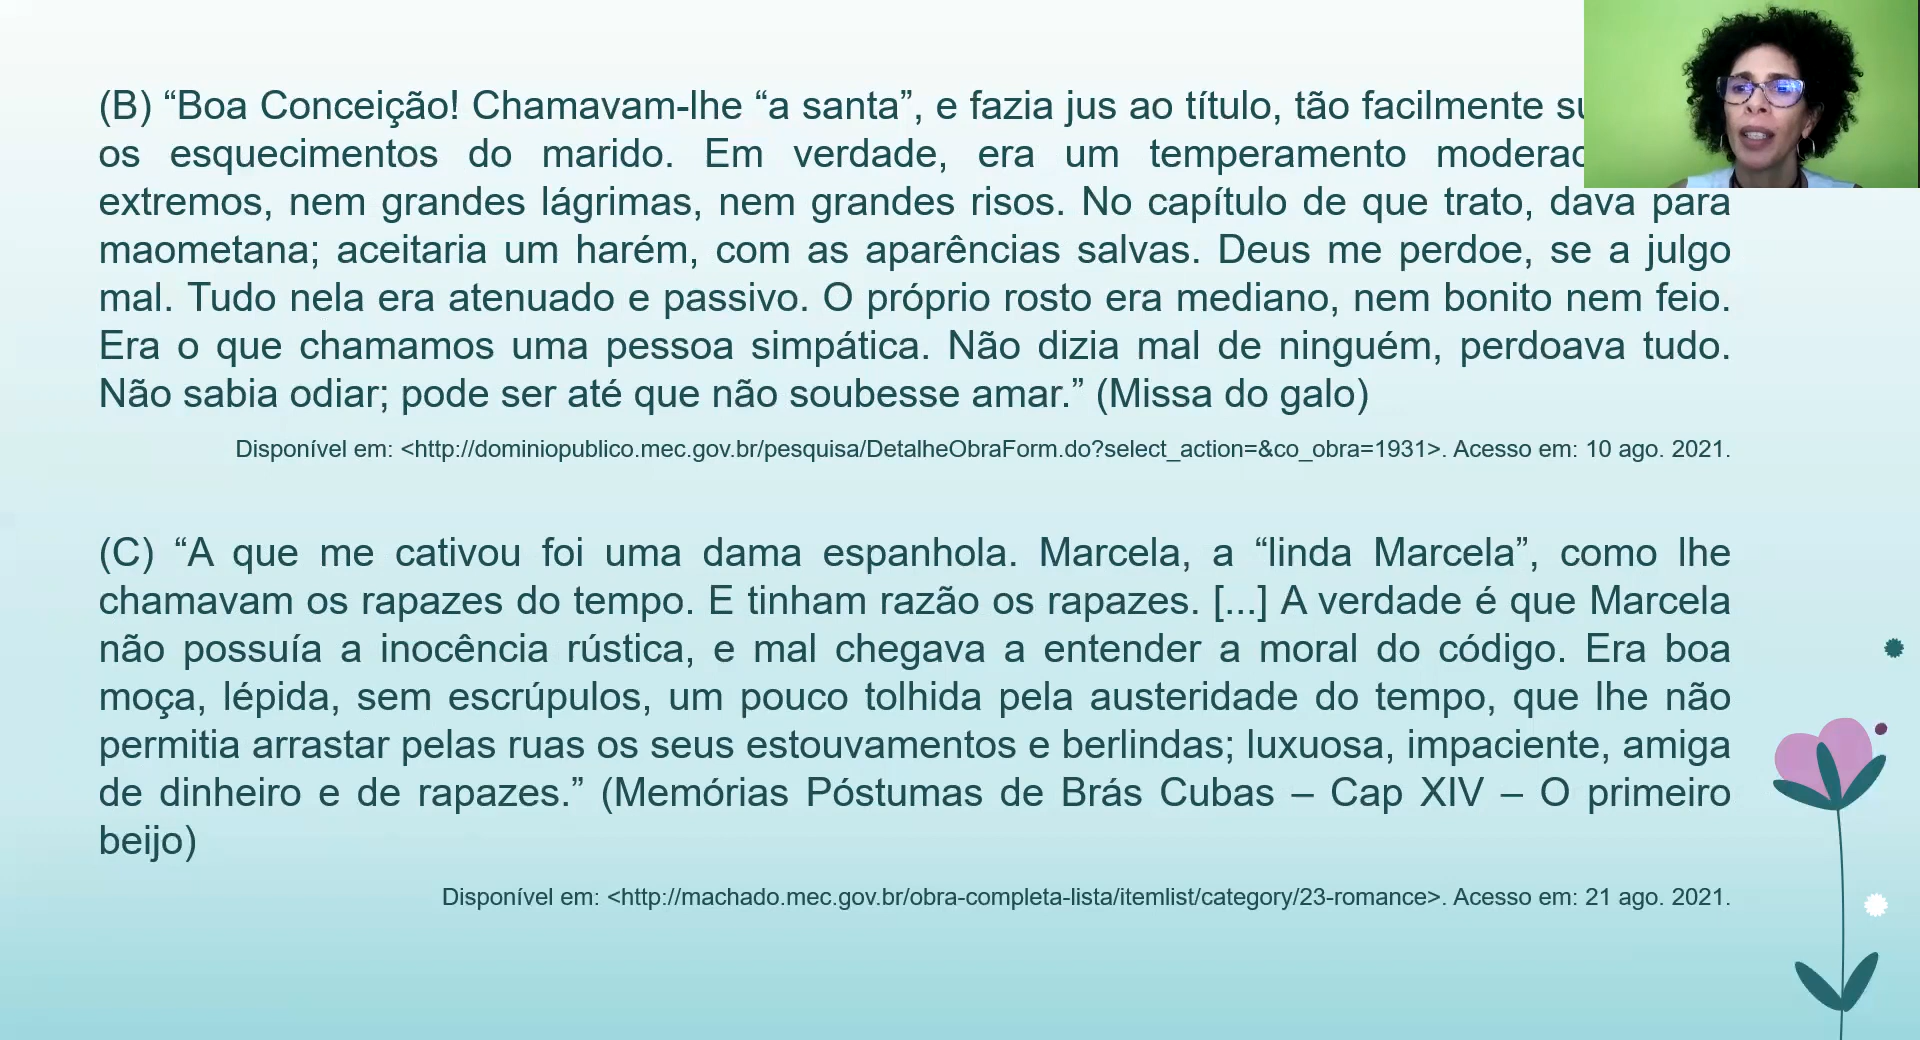 (B) “Boa Conceição! Chamavam-lhe “a santa”, e fazia jus ao título, tão facilmente
os esquecimentos do marido. Em verdade, era um temperamento
extremos, nem grandes lágrimas, nem grandes risos. No capítulo de que trato, dava para
maometana; aceitaria um harém, com as aparências salvas. Deus me perdoe, se a julgo
mal. Tudo nela era atenuado e passivo. O próprio rosto era mediano, nem bonito nem feio.
Era o que chamamos uma pessoa simpática. Não dizia mal de ninguém, perdoava tudo.
Não sabia odiar; pode ser até que não soubesse amar.” (Missa do galo)
Disponível em: <http://dominiopublico.mec.gov.br/pesquisa/DetalheObraForm.do?select_action=&co_obra=1931>. Acesso em: 10 ago. 2021.
(C) “A que me cativou foi uma dama espanhola. Marcela, a “linda Marcela”, como lhe
chamavam os rapazes do tempo. E tinham razão os rapazes. [...] A verdade é que Marcela
não possuía a inocência rústica, e mal chegava a entender a moral do código. Era boa
moça, lépida, sem escrúpulos, um pouco tolhida pela austeridade do tempo, que lhe não
permitia arrastar pelas ruas os seus estouvamentos e berlindas; luxuosa, impaciente, amiga
de dinheiro e de rapazes.” (Memórias Póstumas de Brás Cubas – Cap XIV – O primeiro
beijo)
Disponível em: <http://machado.mec.gov.br/obra-completa-lista/itemlist/category/23-romance>. Acesso em: 21 ago. 2021.